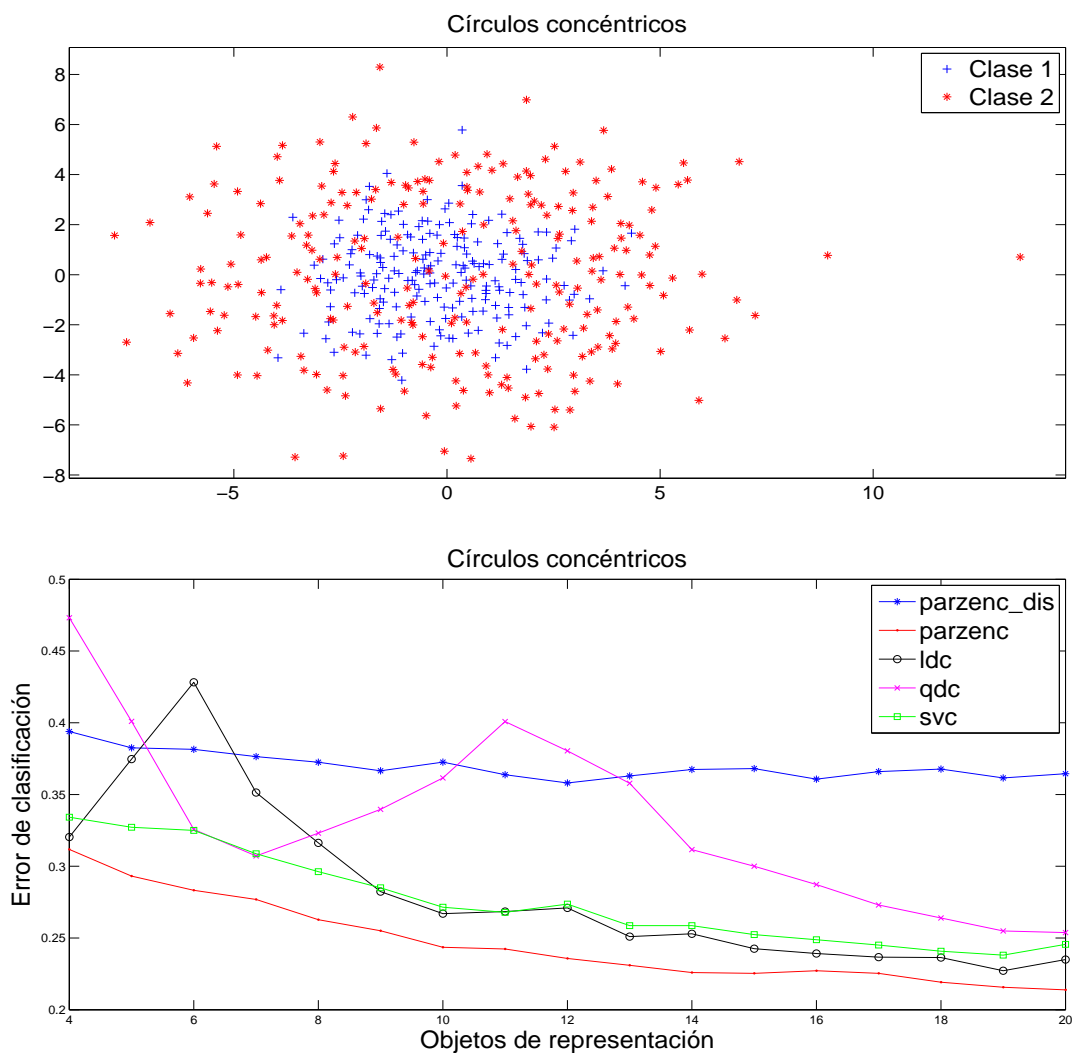 Círculos concéntricos
Clase 1
Clase 2
8
6
4
2
0
−2
−4
−6
−8
−5
0
5
10
Círculos concéntricos
Error de clasificación
0.5
0.45
0.4
0.35
0.3
0.25
0.2
parzenc_dis
parzenc
ldc
qdc
svc
4
6
8
10
12
14
16
18
20
Objetos de representación